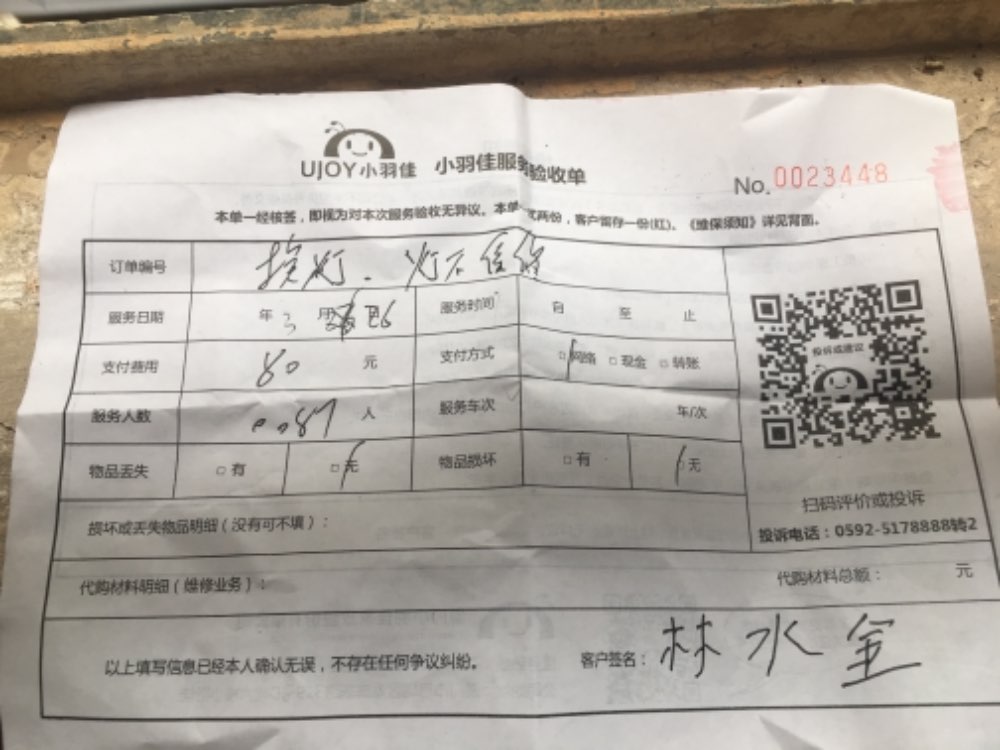 UJOY小羽佳 小羽佳服务验收单
No. 0023448
本单一经核答，即视为对本次服务验收无异议。本单一式两份，客户留存一份(红)。《维保须知》详见背面。
订单编号 换灯、灯不
服务日期 年 3 月 日26 服务时间 自 至 止
支付费用 80 元 支付方式 □网络 □现金 □转账
服务人数 人 服务车次 车/次
物品丢失 □有 □无 物品损坏 □有 □无
投诉或建议
扫码评价或投诉
投诉电话：0592-5178888转2
损坏或丢失物品明细（没有可不填）：
代购材料明细（维修业务）： 代购材料总额： 元
以上填写信息已经本人确认无误，不存在任何争议纠纷。 客户签名：林水金